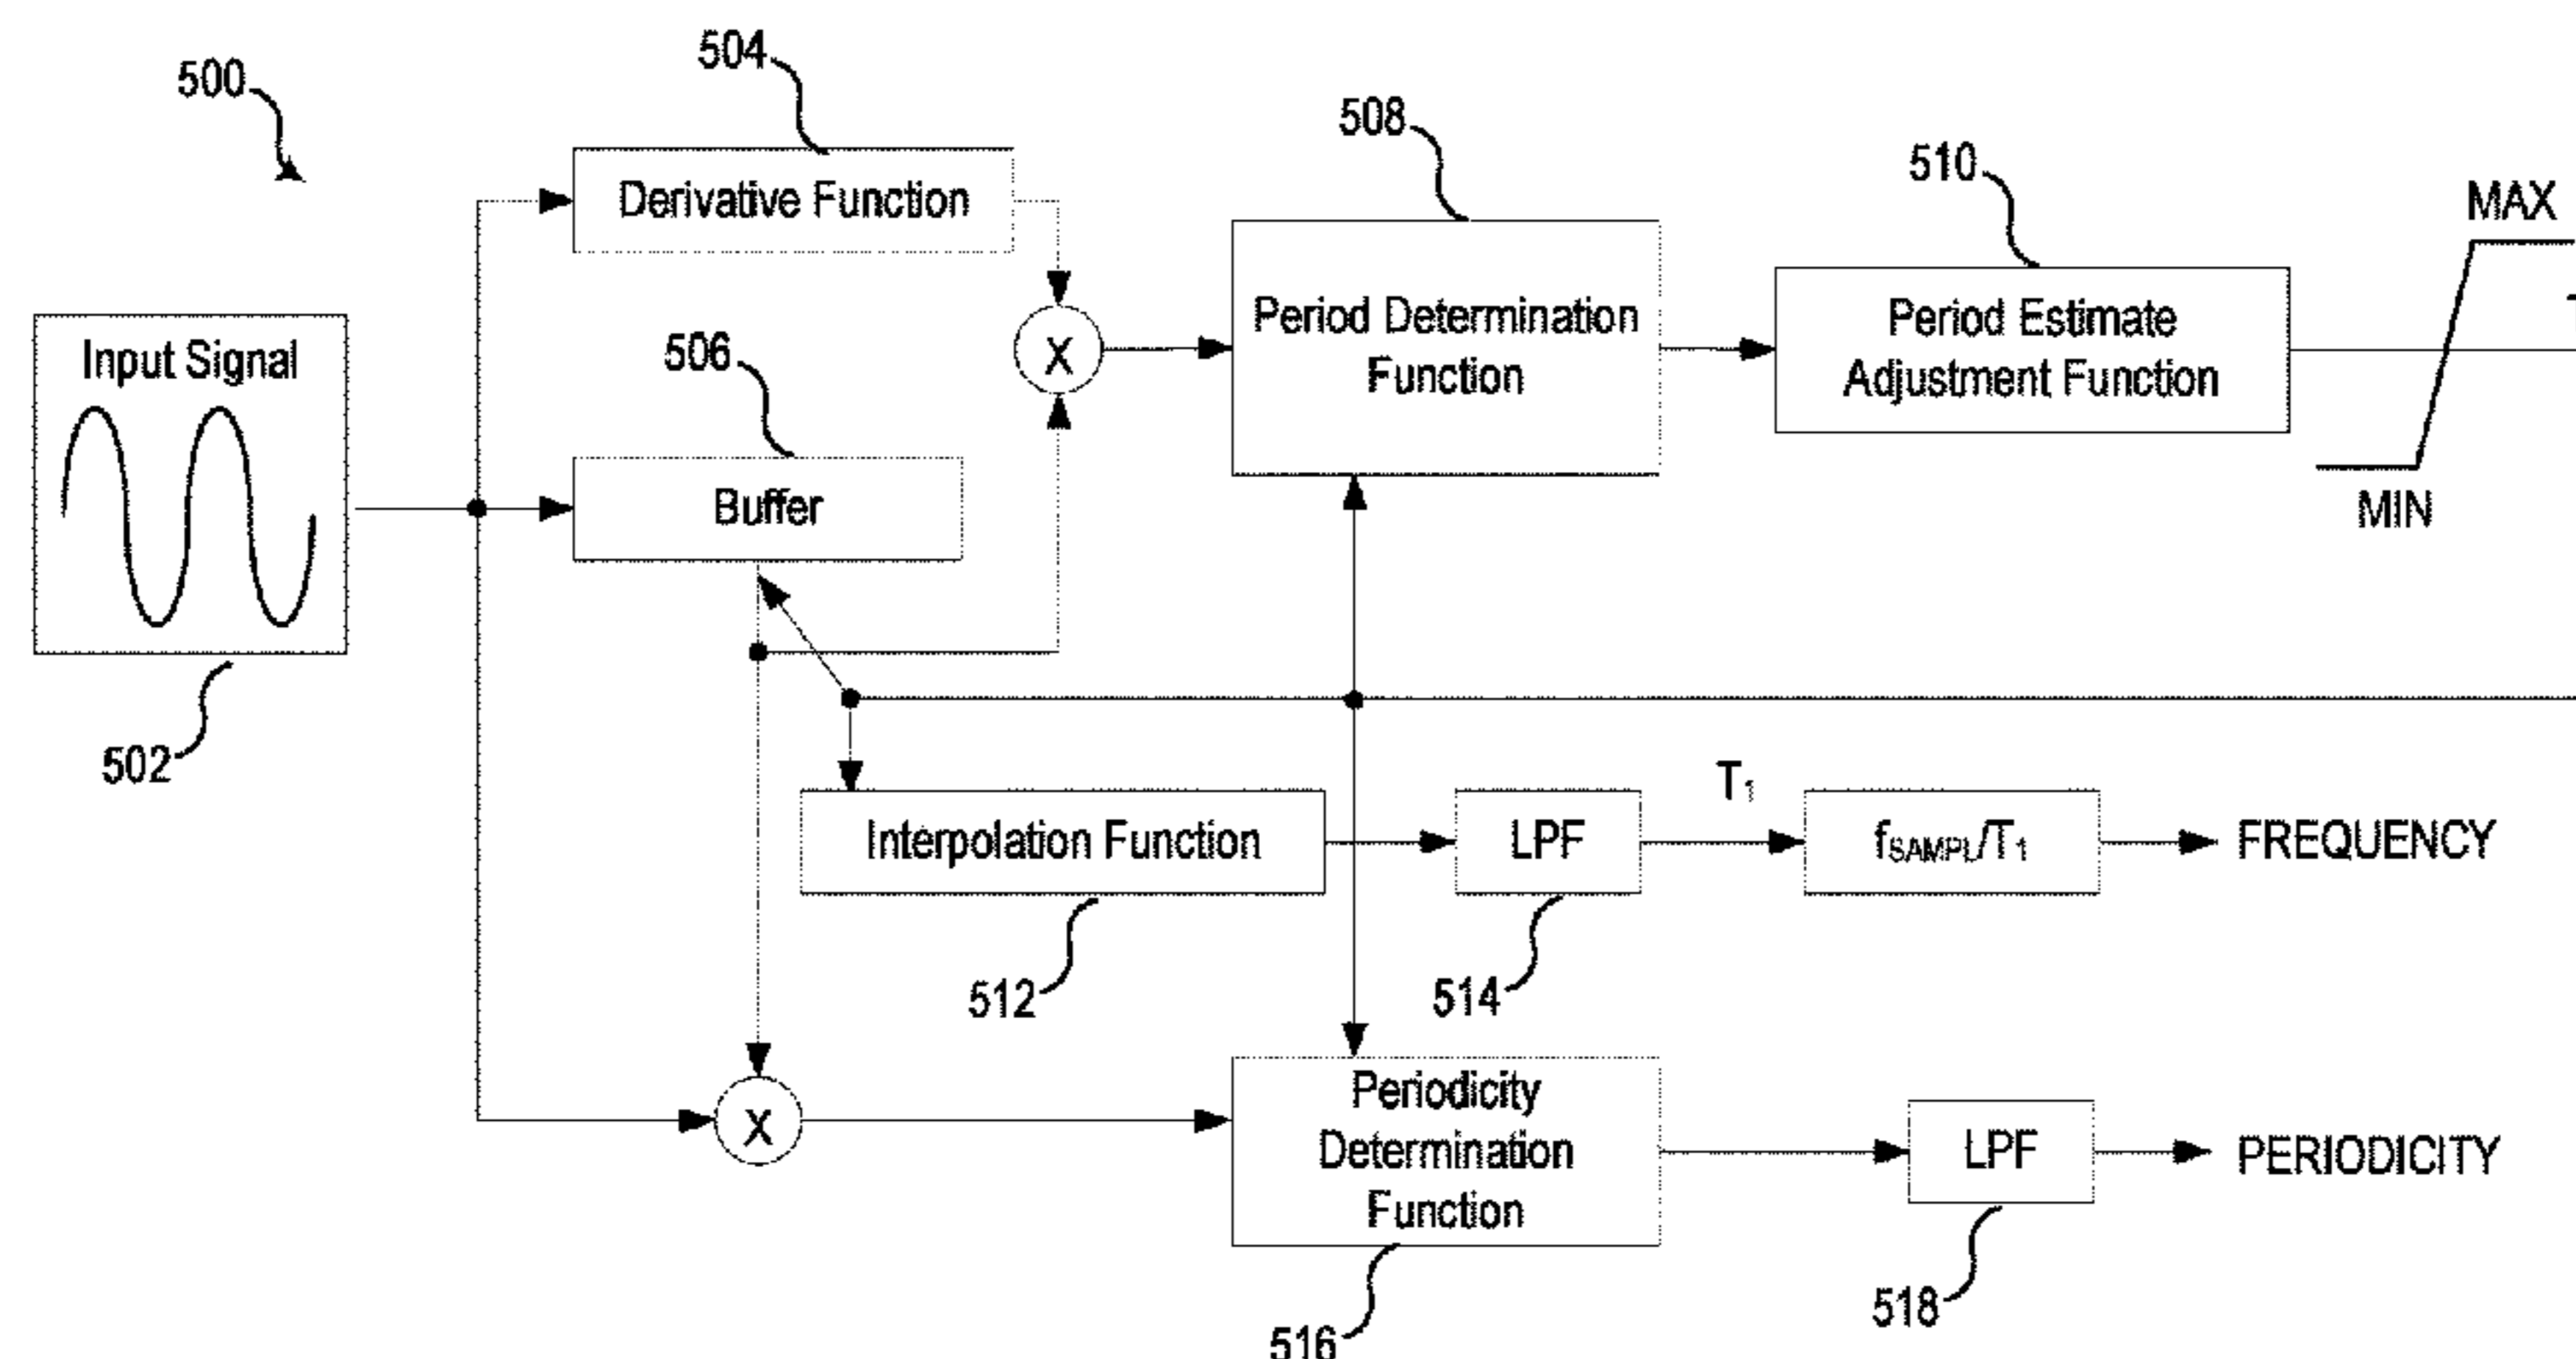 500
504
508
510
MAX
Derivative Function
Input Signal
506
X
Period Determination
Function
Period Estimate
Adjustment Function
Buffer
MIN
502
T₁
Interpolation Function
LPF
fSAMPL/T₁
FREQUENCY
512
514
X
Periodicity
Determination
Function
LPF
PERIODICITY
516
518